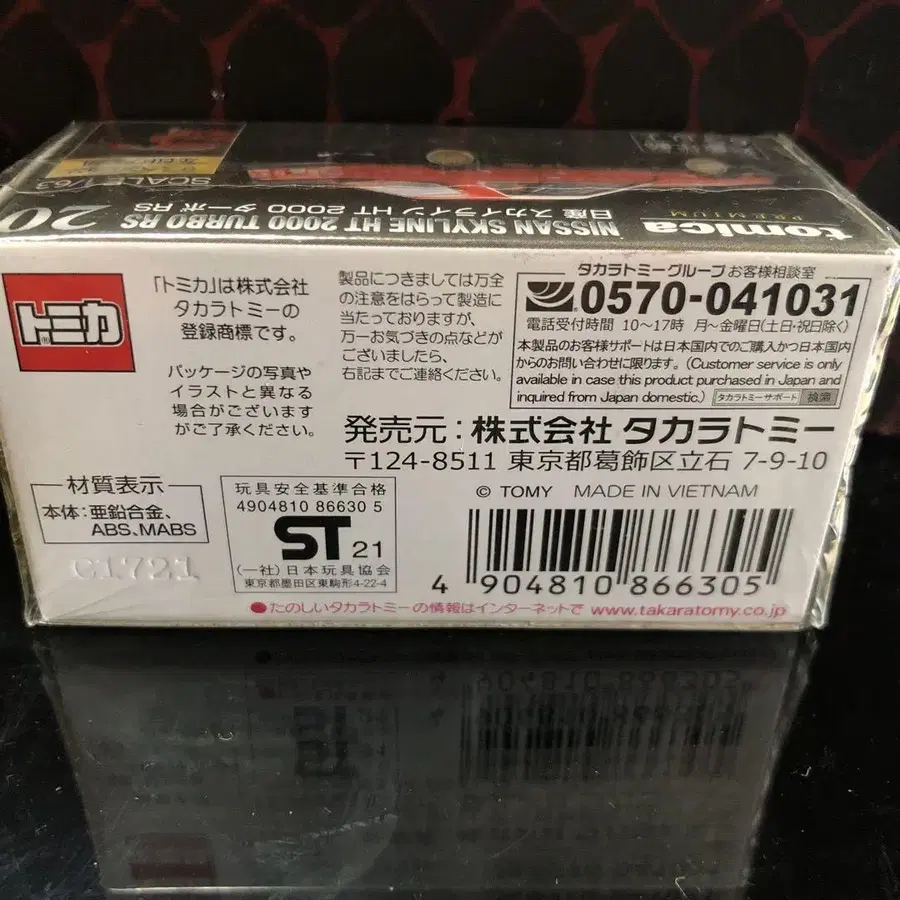 SCALE 1/63
20
NISSAN SKYLINE HT 2000 TURBO RS
日産 スカイライン HT 2000 ターボ RS
tomica
PREMIUM
トミカ
®
「トミカ」は株式会社
タカラトミーの
登録商標です。
パッケージの写真や
イラストと異なる
場合がございます
がご了承ください。
製品につきましては万全
の注意をはらって製造に
当たっておりますが、
万一お気づきの点などが
ございましたら、
右記までご連絡ください。
タカラトミーグループ お客様相談室
0570-041031
電話受付時間 10〜17時 月〜金曜日(土日・祝日除く)
本製品のお客様サポートは日本国内でのご購入かつ日本国内
からのお問い合わせに限ります。(Customer service is only
available in case this product purchased in Japan and
inquired from Japan domestic.) タカラトミーサポート 検索
発売元:株式会社 タカラトミー
〒124-8511 東京都葛飾区立石 7-9-10
材質表示
本体:亜鉛合金、
ABS、MABS
C1721
玩具安全基準合格
4904810 86630 5
ST 21
(一社)日本玩具協会
東京都墨田区東駒形4-22-4
© TOMY MADE IN VIETNAM
4 904810 866305
●たのしいタカラトミーの情報はインターネットで www.takaratomy.co.jp